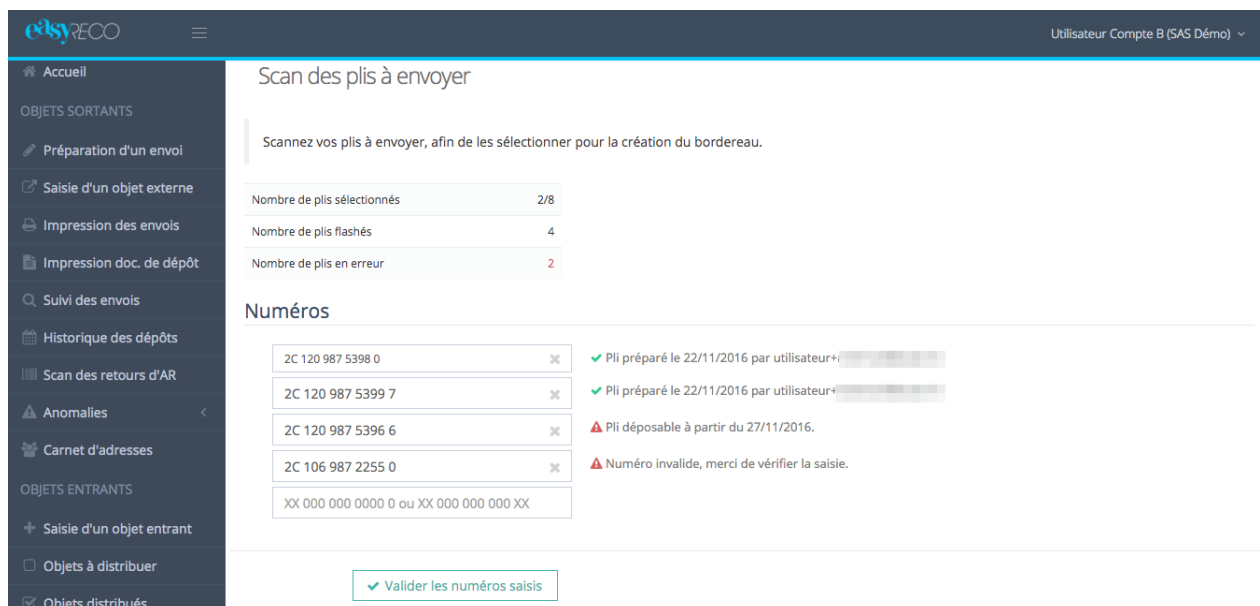 easyRECO
Utilisateur Compte B (SAS Démo)
Accueil
OBJETS SORTANTS
Préparation d'un envoi
Saisie d'un objet externe
Impression des envois
Impression doc. de dépôt
Suivi des envois
Historique des dépôts
Scan des retours d'AR
Anomalies
Carnet d'adresses
OBJETS ENTRANTS
Saisie d'un objet entrant
Objets à distribuer
Objets distribués
Scan des plis à envoyer
Scannez vos plis à envoyer, afin de les sélectionner pour la création du bordereau.
Nombre de plis sélectionnés 2/8
Nombre de plis flashés 4
Nombre de plis en erreur 2
Numéros
2C 120 987 5398 0 Pli préparé le 22/11/2016 par utilisateur+
2C 120 987 5399 7 Pli préparé le 22/11/2016 par utilisateur+
2C 120 987 5396 6 Pli déposable à partir du 27/11/2016.
2C 106 987 2255 0 Numéro invalide, merci de vérifier la saisie.
XX 000 000 0000 0 ou XX 000 000 000 XX
Valider les numéros saisis